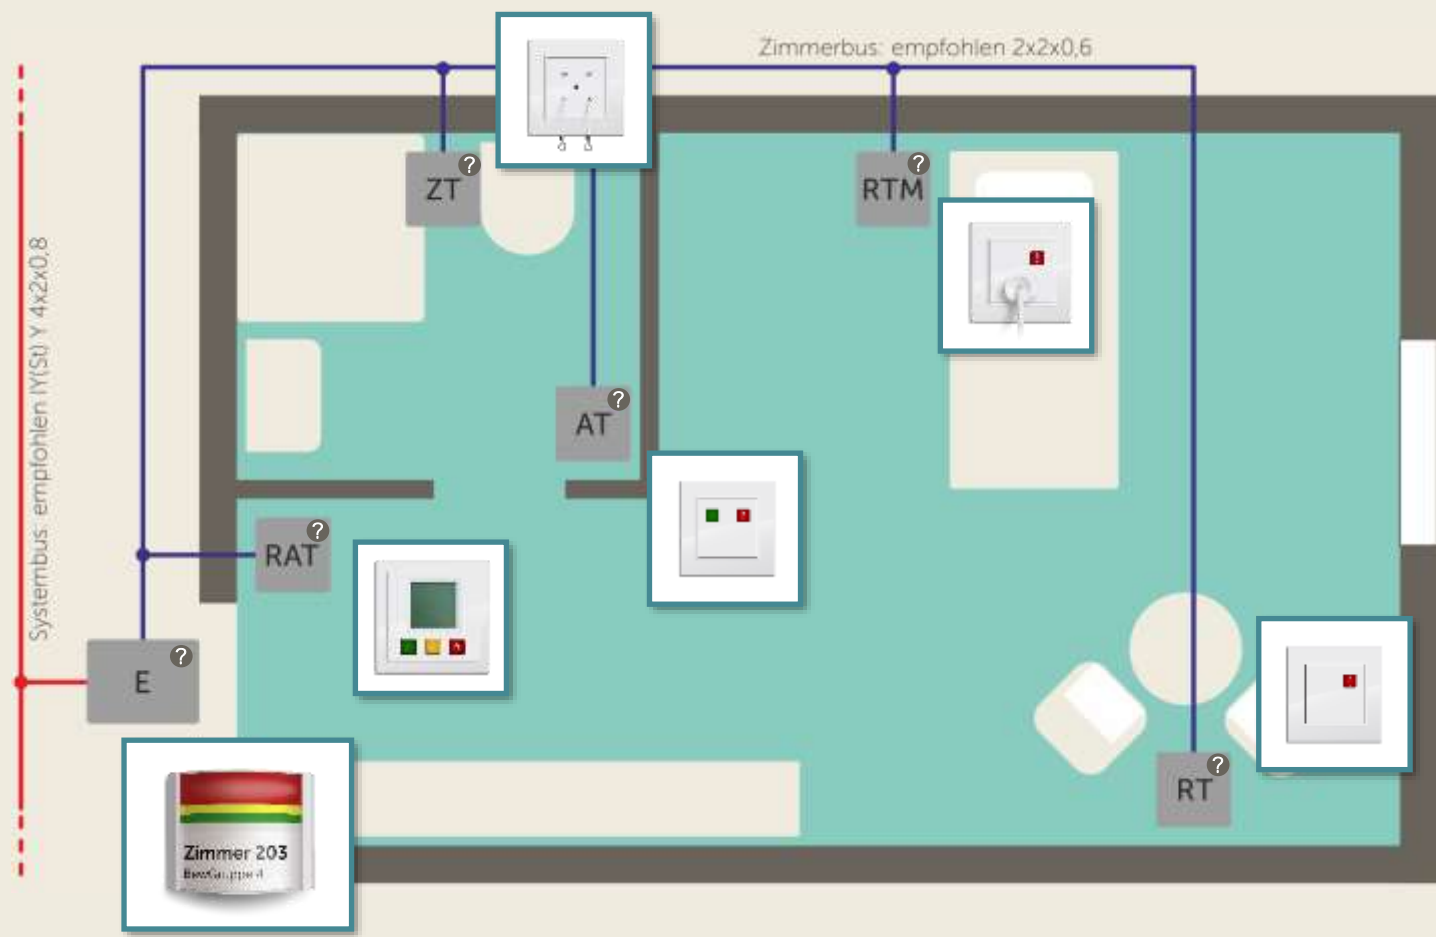 Zimmerbus: empfohlen 2x2x0,6
Systembus: empfohlen IY(St) Y 4x2x0,8
ZT ?
RTM ?
AT ?
RAT ?
E ?
RT ?
Zimmer 203